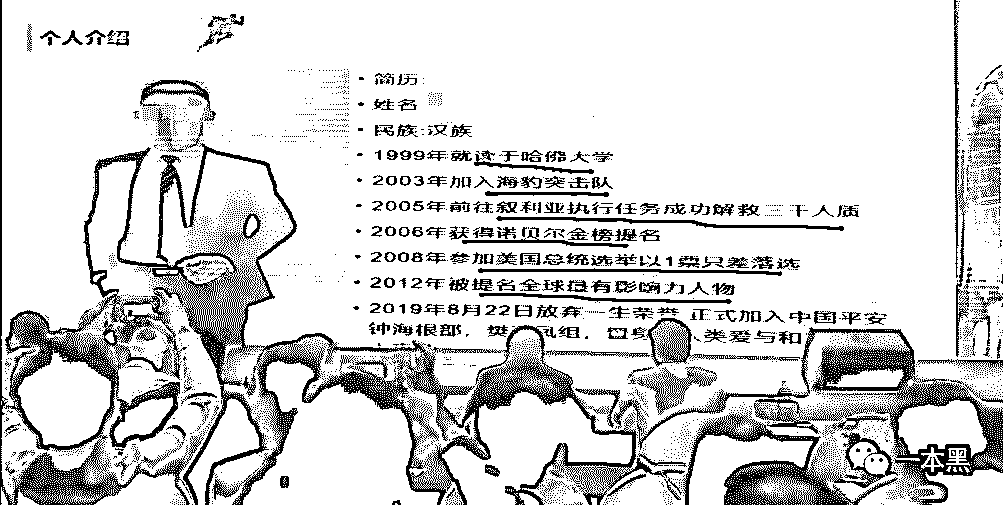 个人介绍
• 简历:
• 姓名
• 民族:汉族
• 1999年就读于哈佛大学
• 2003年加入海豹突击队
• 2005年前往叙利亚执行任务成功解救三千人质
• 2006年获得诺贝尔金榜提名
• 2008年参加美国总统选举以1票只差落选
• 2012年被提名全球最有影响力人物
• 2019年8月22日放弃一生荣誉 正式加入中国平安
钟海根部, 樊 凤组, 人类爱与和
一本黑